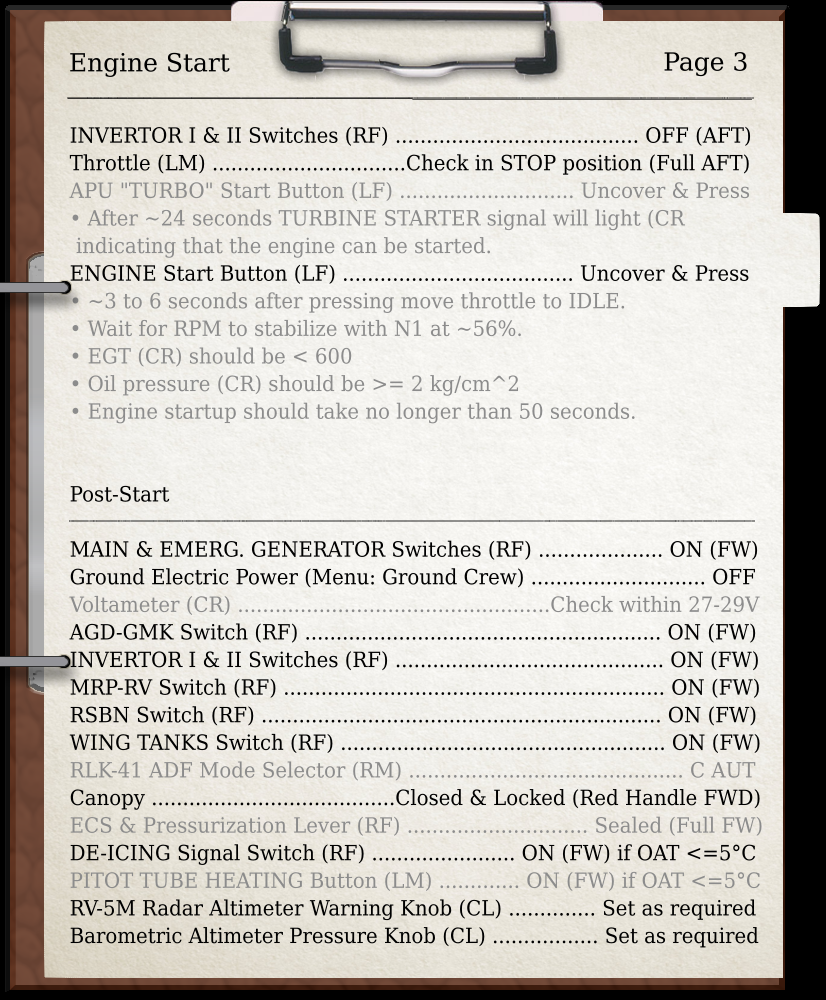 Engine Start Page 3
INVERTOR I & II Switches (RF) ..................................... OFF (AFT)
Throttle (LM) .............................Check in STOP position (Full AFT)
APU "TURBO" Start Button (LF) .......................... Uncover & Press
• After ~24 seconds TURBINE STARTER signal will light (CR
indicating that the engine can be started.
ENGINE Start Button (LF) ................................... Uncover & Press
• ~3 to 6 seconds after pressing move throttle to IDLE.
• Wait for RPM to stabilize with N1 at ~56%.
• EGT (CR) should be < 600
• Oil pressure (CR) should be >= 2 kg/cm^2
• Engine startup should take no longer than 50 seconds.
Post-Start
MAIN & EMERG. GENERATOR Switches (RF) ................... ON (FW)
Ground Electric Power (Menu: Ground Crew) .......................... OFF
Voltameter (CR) ...............................................Check within 27-29V
AGD-GMK Switch (RF) ...................................................... ON (FW)
INVERTOR I & II Switches (RF) ......................................... ON (FW)
MRP-RV Switch (RF) .......................................................... ON (FW)
RSBN Switch (RF) ............................................................. ON (FW)
WING TANKS Switch (RF) ................................................. ON (FW)
RLK-41 ADF Mode Selector (RM) .......................................... C AUT
Canopy .....................................Closed & Locked (Red Handle FWD)
ECS & Pressurization Lever (RF) ............................ Sealed (Full FW)
DE-ICING Signal Switch (RF) ...................... ON (FW) if OAT <=5°C
PITOT TUBE HEATING Button (LM) ............ ON (FW) if OAT <=5°C
RV-5M Radar Altimeter Warning Knob (CL) ............. Set as required
Barometric Altimeter Pressure Knob (CL) ................ Set as required